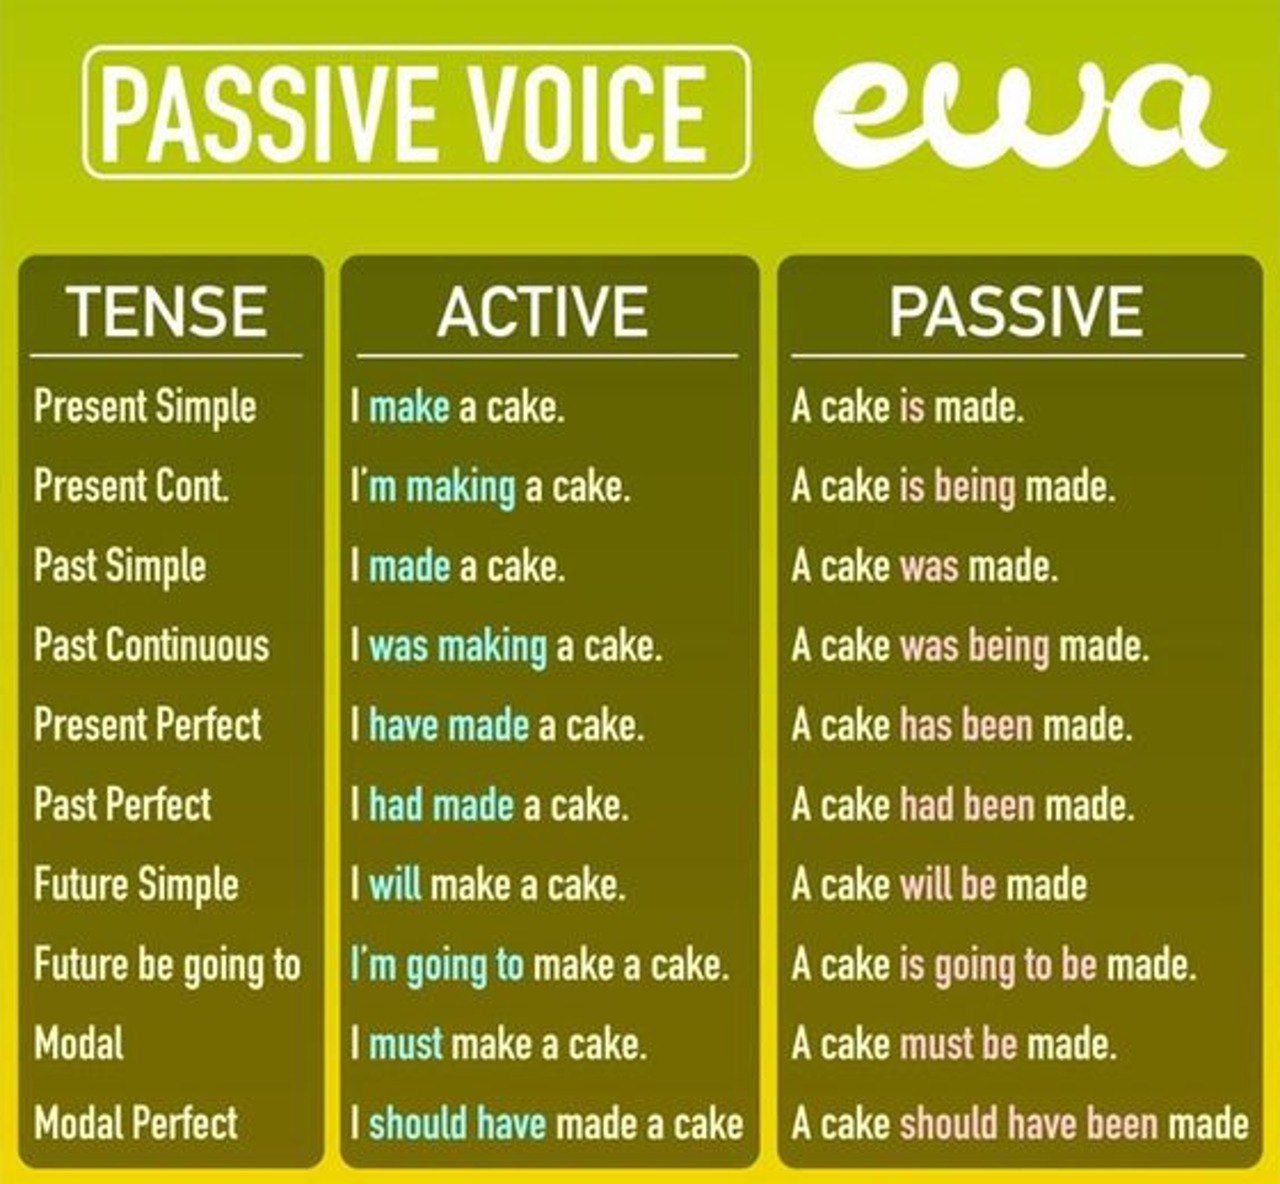 PASSIVE VOICE ewa
TENSE ACTIVE PASSIVE
Present Simple I make a cake. A cake is made.
Present Cont. I'm making a cake. A cake is being made.
Past Simple I made a cake. A cake was made.
Past Continuous I was making a cake. A cake was being made.
Present Perfect I have made a cake. A cake has been made.
Past Perfect I had made a cake. A cake had been made.
Future Simple I will make a cake. A cake will be made
Future be going to I'm going to make a cake. A cake is going to be made.
Modal I must make a cake. A cake must be made.
Modal Perfect I should have made a cake A cake should have been made